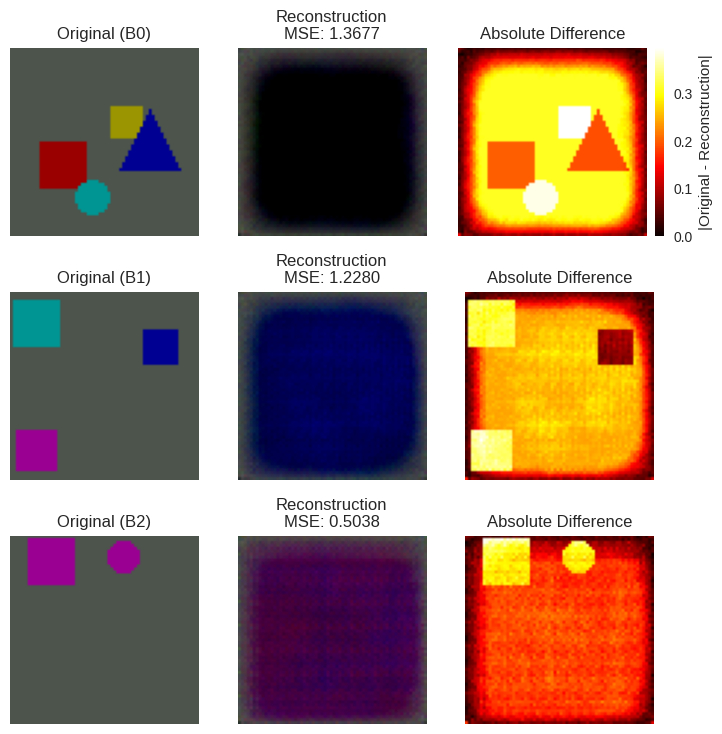 Original (B0)
Reconstruction
MSE: 1.3677
Absolute Difference
0.3
0.2
0.1
0.0
|Original - Reconstruction|
Original (B1)
Reconstruction
MSE: 1.2280
Absolute Difference
Original (B2)
Reconstruction
MSE: 0.5038
Absolute Difference